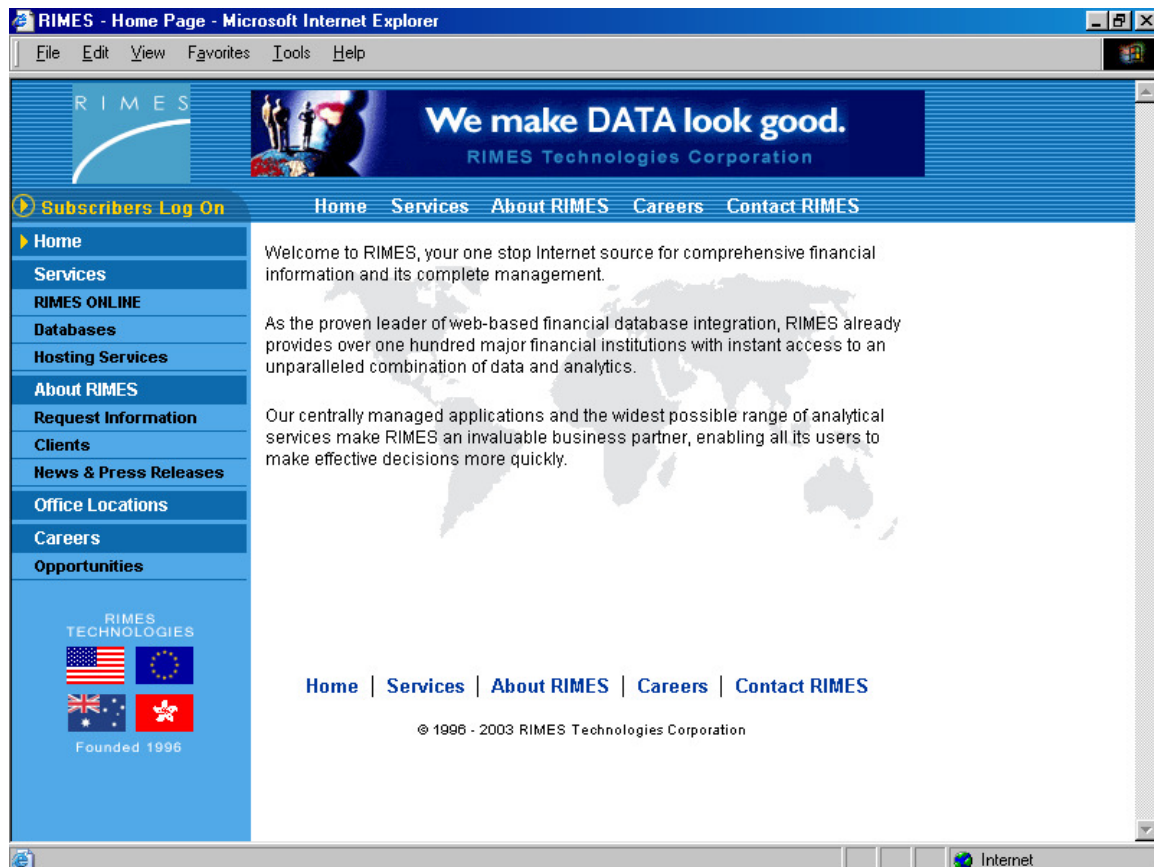 RIMES - Home Page - Microsoft Internet Explorer
File Edit View Favorites Tools Help
RIMES
We make DATA look good.
RIMES Technologies Corporation
Subscribers Log On
Home Services About RIMES Careers Contact RIMES
Home
Services
RIMES ONLINE
Databases
Hosting Services
About RIMES
Request Information
Clients
News & Press Releases
Office Locations
Careers
Opportunities
RIMES
TECHNOLOGIES
Founded 1996
Welcome to RIMES, your one stop Internet source for comprehensive financial
information and its complete management.
As the proven leader of web-based financial database integration, RIMES already
provides over one hundred major financial institutions with instant access to an
unparalleled combination of data and analytics.
Our centrally managed applications and the widest possible range of analytical
services make RIMES an invaluable business partner, enabling all its users to
make effective decisions more quickly.
Home | Services | About RIMES | Careers | Contact RIMES
© 1996 - 2003 RIMES Technologies Corporation
Internet